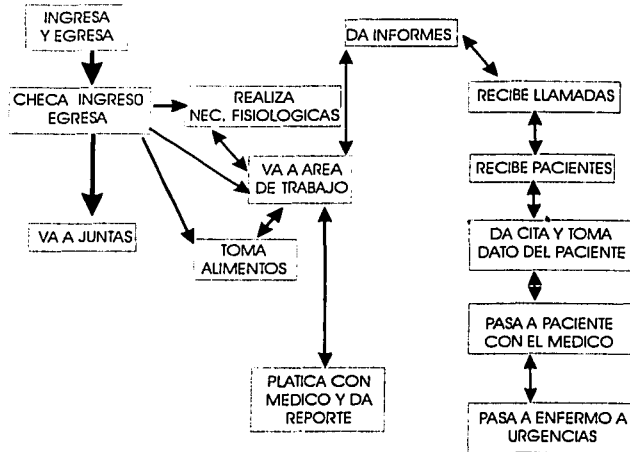 INGRESA
Y EGRESA
CHECA INGRESO
EGRESA
VA A JUNTAS
REALIZA
NEC. FISIOLOGICAS
VA A AREA
DE TRABAJO
TOMA
ALIMENTOS
PLATICA CON
MEDICO Y DA
REPORTE
DA INFORMES
RECIBE LLAMADAS
RECIBE PACIENTES
DA CITA Y TOMA
DATO DEL PACIENTE
PASA A PACIENTE
CON EL MEDICO
PASA A ENFERMO A
URGENCIAS